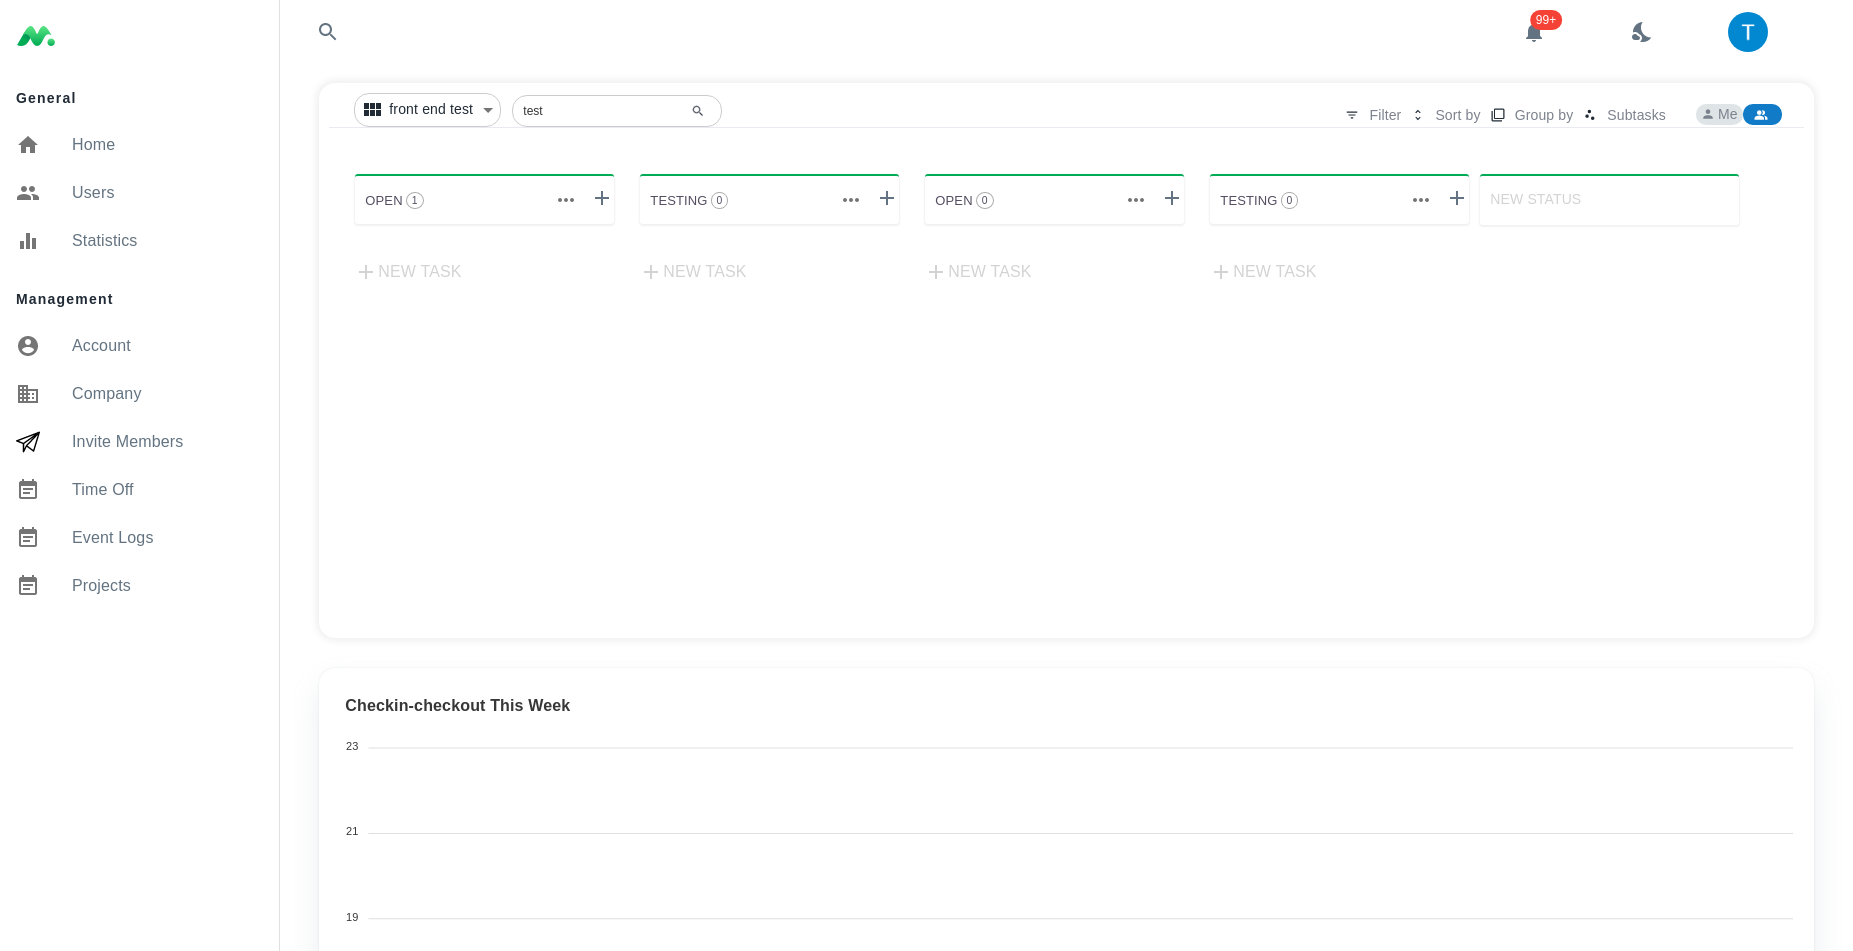 99+
T
General
Home
Users
Statistics
Management
Account
Company
Invite Members
Time Off
Event Logs
Projects
front end test
test
Filter Sort by Group by Subtasks Me
OPEN 1
TESTING 0
OPEN 0
TESTING 0
NEW STATUS
NEW TASK
NEW TASK
NEW TASK
NEW TASK
Checkin-checkout This Week
23
21
19